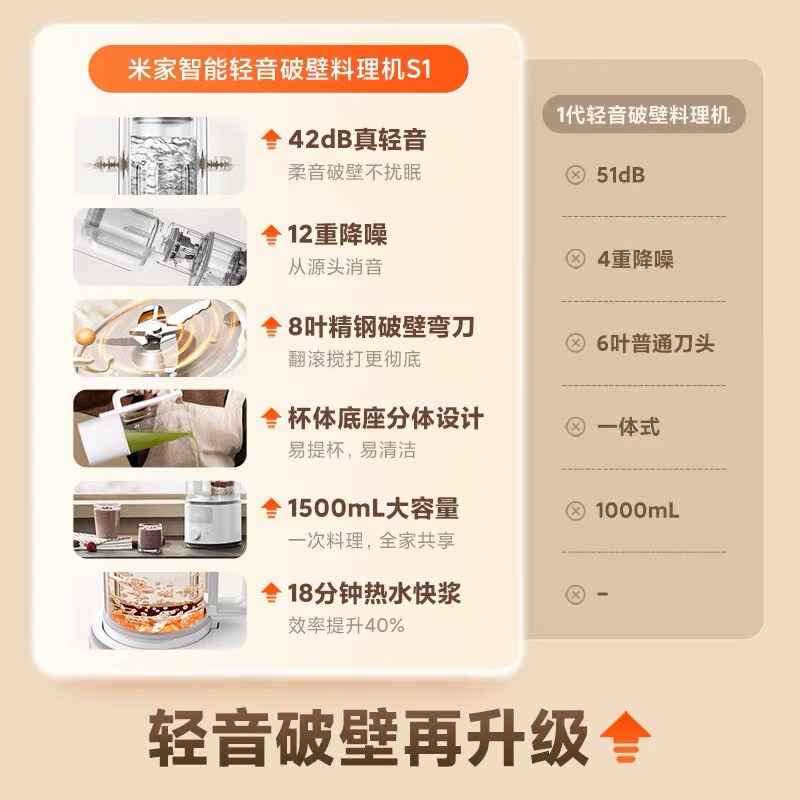 米家智能轻音破壁料理机S1
42dB真轻音
柔音破壁不扰眠
12重降噪
从源头消音
8叶精钢破壁弯刀
翻滚搅打更彻底
杯体底座分体设计
易提杯，易清洁
1500mL大容量
一次料理，全家共享
18分钟热水快浆
效率提升40%
1代轻音破壁料理机
51dB
4重降噪
6叶普通刀头
一体式
1000mL
–
轻音破壁再升级